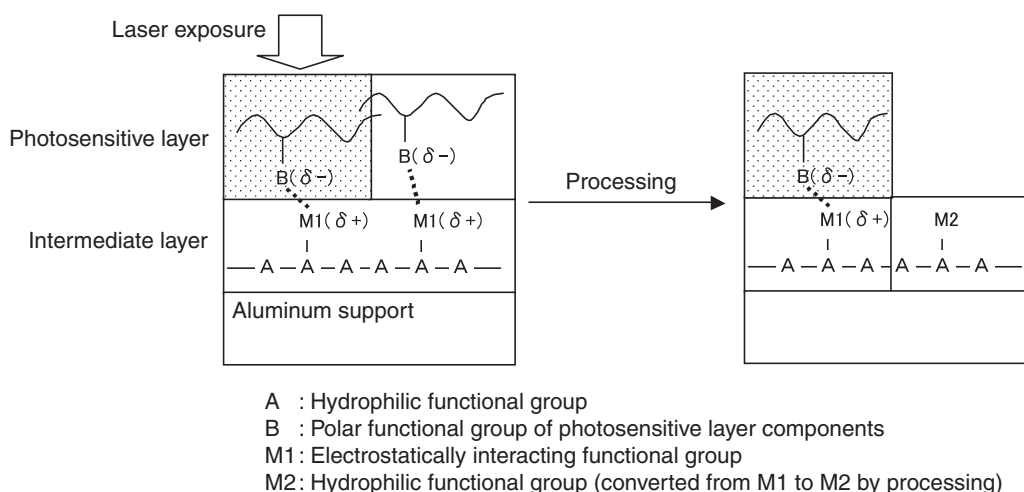 Laser exposure
Photosensitive layer
B(δ−)
B(δ−)
Processing
B(δ−)
Intermediate layer
M1(δ+)
M1(δ+)
M1(δ+)
M2
— A — A — A — A — A — A —
— A — A — A — A — A — A —
Aluminum support
A : Hydrophilic functional group
B : Polar functional group of photosensitive layer components
M1: Electrostatically interacting functional group
M2: Hydrophilic functional group (converted from M1 to M2 by processing)